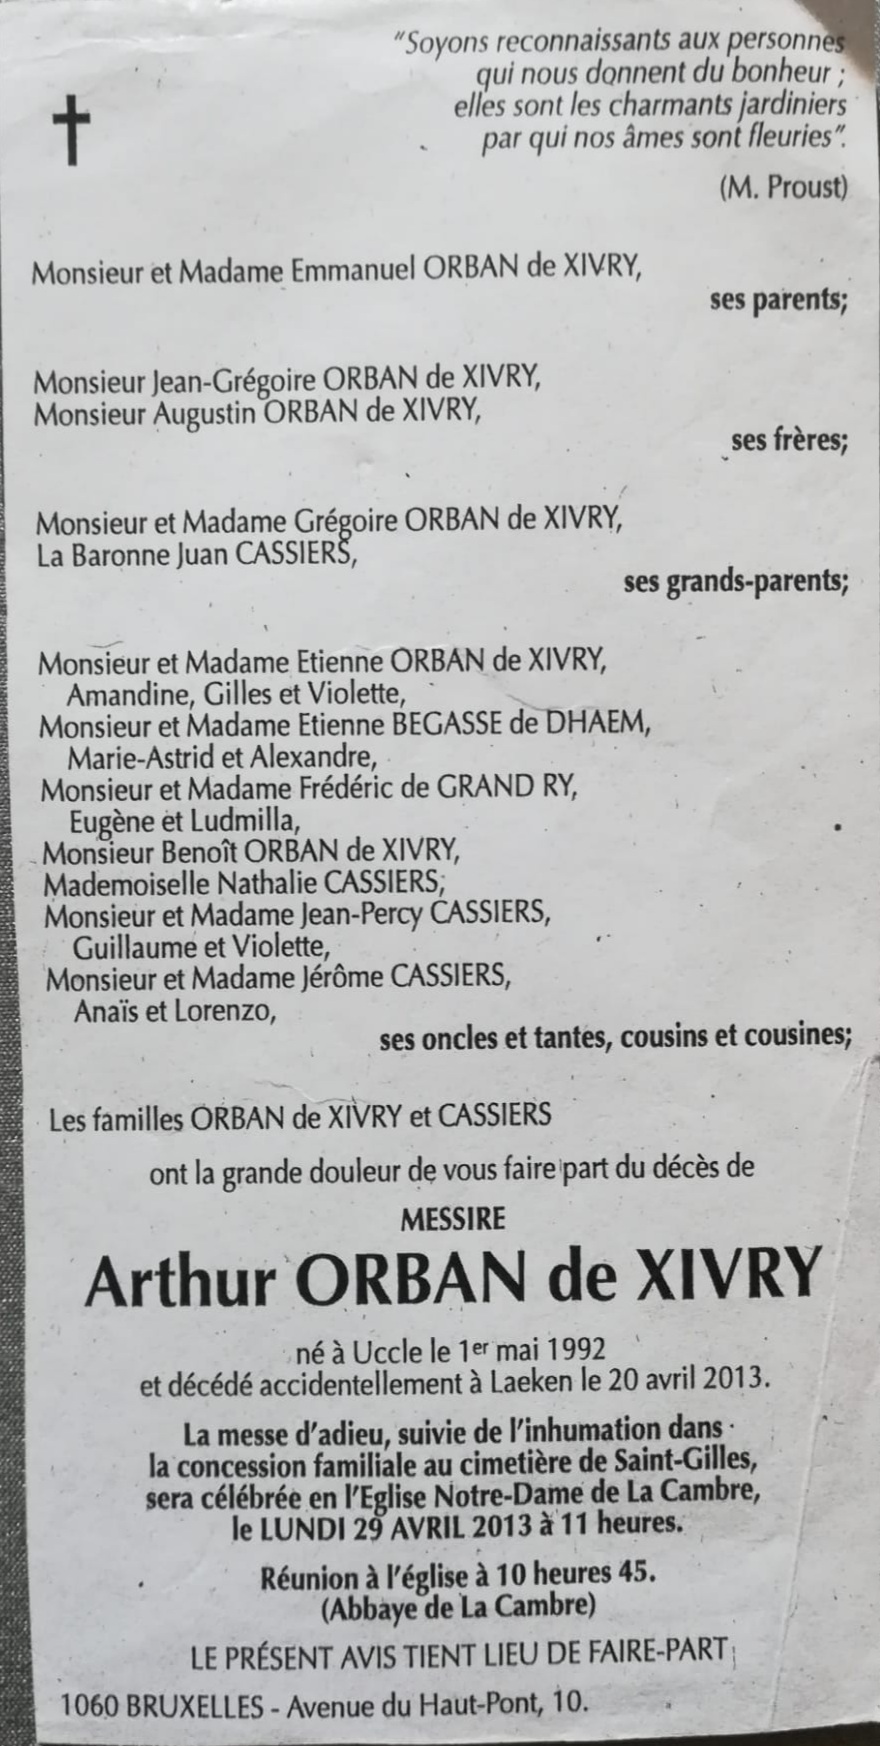 "Soyons reconnaissants aux personnes
qui nous donnent du bonheur ;
elles sont les charmants jardiniers
par qui nos âmes sont fleuries".
(M. Proust)
Monsieur et Madame Emmanuel ORBAN de XIVRY,
ses parents;
Monsieur Jean-Grégoire ORBAN de XIVRY,
Monsieur Augustin ORBAN de XIVRY,
ses frères;
Monsieur et Madame Grégoire ORBAN de XIVRY,
La Baronne Juan CASSIERS,
ses grands-parents;
Monsieur et Madame Etienne ORBAN de XIVRY,
Amandine, Gilles et Violette,
Monsieur et Madame Etienne BEGASSE de DHAEM,
Marie-Astrid et Alexandre,
Monsieur et Madame Frédéric de GRAND RY,
Eugène et Ludmilla,
Monsieur Benoît ORBAN de XIVRY,
Mademoiselle Nathalie CASSIERS,
Monsieur et Madame Jean-Percy CASSIERS,
Guillaume et Violette,
Monsieur et Madame Jérôme CASSIERS,
Anaïs et Lorenzo,
ses oncles et tantes, cousins et cousines;
Les familles ORBAN de XIVRY et CASSIERS
ont la grande douleur de vous faire part du décès de
MESSIRE
Arthur ORBAN de XIVRY
né à Uccle le 1er mai 1992
et décédé accidentellement à Laeken le 20 avril 2013.
La messe d'adieu, suivie de l'inhumation dans
la concession familiale au cimetière de Saint-Gilles,
sera célébrée en l'Eglise Notre-Dame de La Cambre,
le LUNDI 29 AVRIL 2013 à 11 heures.
Réunion à l'église à 10 heures 45.
(Abbaye de La Cambre)
LE PRÉSENT AVIS TIENT LIEU DE FAIRE-PART
1060 BRUXELLES - Avenue du Haut-Pont, 10.